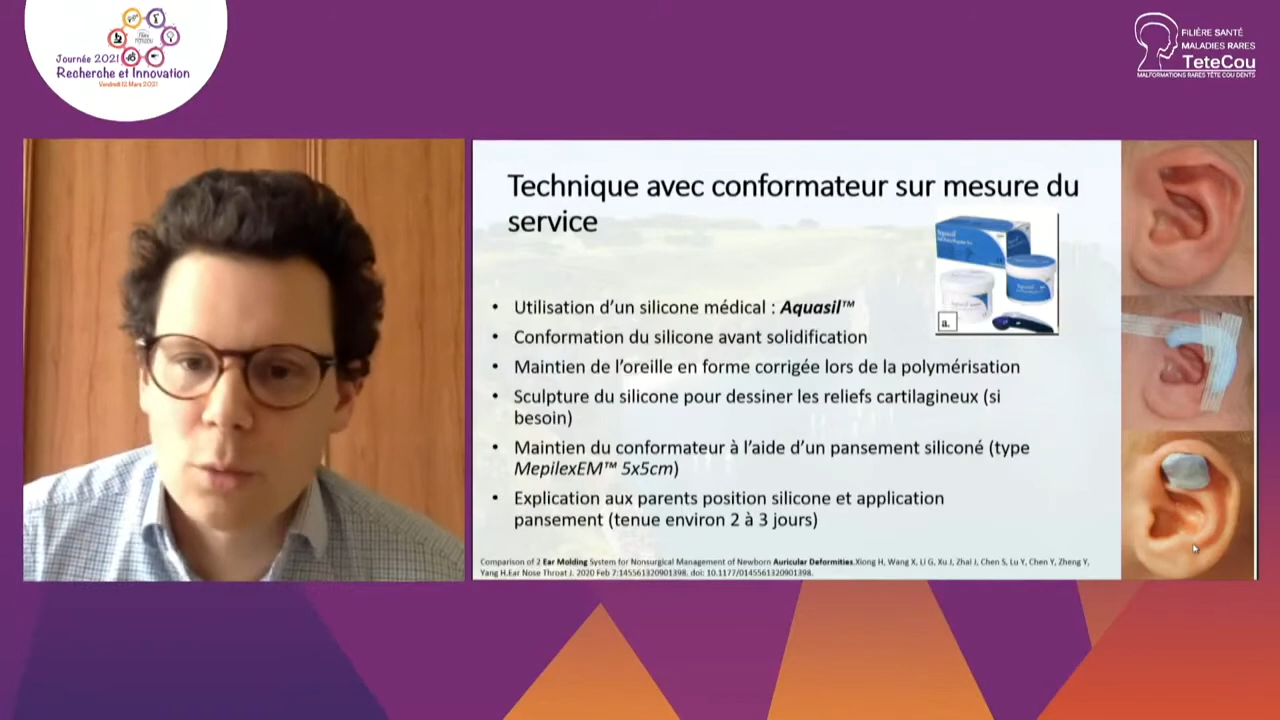 Journée 2021
Recherche et Innovation
Vendredi 12 Mars 2021
FILIÈRE SANTÉ
MALADIES RARES
TeteCou
MALFORMATIONS RARES TÊTE COU DENTS
Technique avec conformateur sur mesure du
service
a.
• Utilisation d’un silicone médical : Aquasil™
• Conformation du silicone avant solidification
• Maintien de l’oreille en forme corrigée lors de la polymérisation
• Sculpture du silicone pour dessiner les reliefs cartilagineux (si
besoin)
• Maintien du conformateur à l’aide d’un pansement siliconé (type
MepilexEM™ 5x5cm)
• Explication aux parents position silicone et application
pansement (tenue environ 2 à 3 jours)
Comparison of 2 Ear Molding System for Nonsurgical Management of Newborn Auricular Deformities.Xiong H, Wang X, Li G, Xu J, Zhai J, Chen S, Lu Y, Chen Y, Zheng Y,
Yang H.Ear Nose Throat J. 2020 Feb 7:145561320901398. doi: 10.1177/0145561320901398.